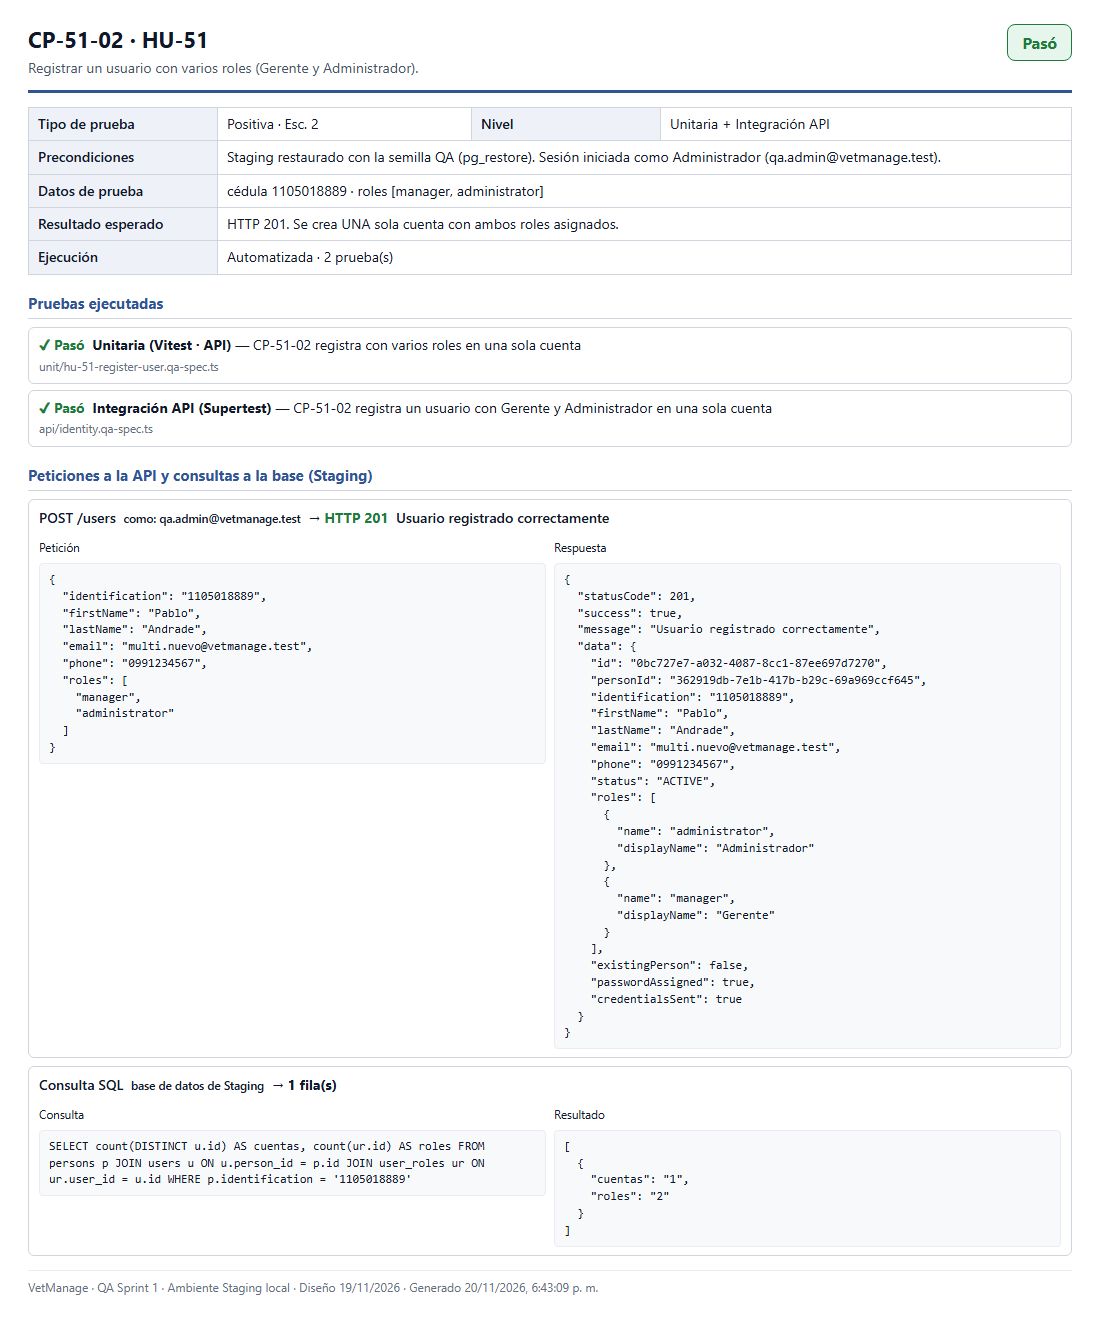 CP-51-02 · HU-51
Pasó
Registrar un usuario con varios roles (Gerente y Administrador).
Tipo de prueba Positiva · Esc. 2 Nivel Unitaria + Integración API
Precondiciones Staging restaurado con la semilla QA (pg_restore). Sesión iniciada como Administrador (qa.admin@vetmanage.test).
Datos de prueba cédula 1105018889 · roles [manager, administrator]
Resultado esperado HTTP 201. Se crea UNA sola cuenta con ambos roles asignados.
Ejecución Automatizada · 2 prueba(s)
Pruebas ejecutadas
✓ Pasó Unitaria (Vitest · API) — CP-51-02 registra con varios roles en una sola cuenta
unit/hu-51-register-user.qa-spec.ts
✓ Pasó Integración API (Supertest) — CP-51-02 registra un usuario con Gerente y Administrador en una sola cuenta
api/identity.qa-spec.ts
Peticiones a la API y consultas a la base (Staging)
POST /users como: qa.admin@vetmanage.test → HTTP 201 Usuario registrado correctamente
Petición
{
"identification": "1105018889",
"firstName": "Pablo",
"lastName": "Andrade",
"email": "multi.nuevo@vetmanage.test",
"phone": "0991234567",
"roles": [
"manager",
"administrator"
]
}
Respuesta
{
"statusCode": 201,
"success": true,
"message": "Usuario registrado correctamente",
"data": {
"id": "0bc727e7-a032-4087-8cc1-87ee697d7270",
"personId": "362919db-7e1b-417b-b29c-69a969ccf645",
"identification": "1105018889",
"firstName": "Pablo",
"lastName": "Andrade",
"email": "multi.nuevo@vetmanage.test",
"phone": "0991234567",
"status": "ACTIVE",
"roles": [
{
"name": "administrator",
"displayName": "Administrador"
},
{
"name": "manager",
"displayName": "Gerente"
}
],
"existingPerson": false,
"passwordAssigned": true,
"credentialsSent": true
}
}
Consulta SQL base de datos de Staging → 1 fila(s)
Consulta
SELECT count(DISTINCT u.id) AS cuentas, count(ur.id) AS roles FROM
persons p JOIN users u ON u.person_id = p.id JOIN user_roles ur ON
ur.user_id = u.id WHERE p.identification = '1105018889'
Resultado
[
{
"cuentas": "1",
"roles": "2"
}
]
VetManage · QA Sprint 1 · Ambiente Staging local · Diseño 19/11/2026 · Generado 20/11/2026, 6:43:09 p. m.